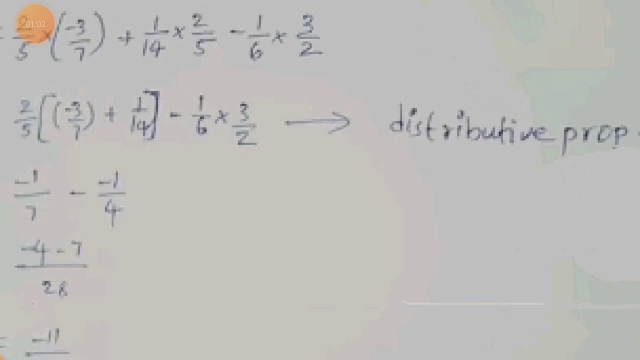 = 2/5 × (-3/7) + 1/14 × 2/5 - 1/6 × 3/2
2/5 [(-3/7) + 1/14] - 1/6 × 3/2 → distributive prop.
-1/7 - -1/4
-4-7/28
= -11